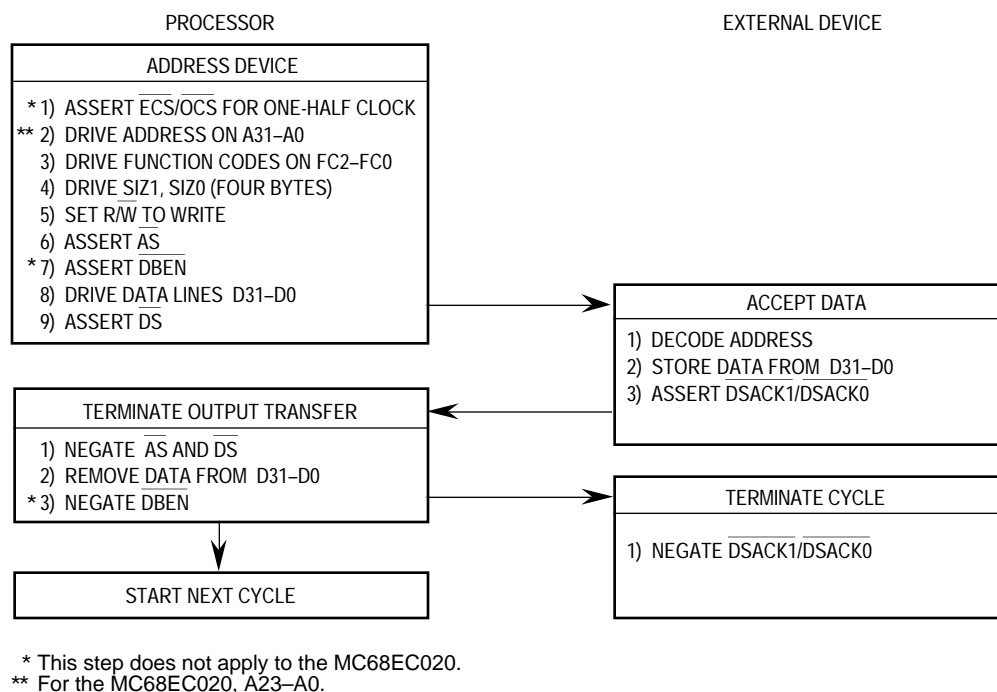 PROCESSOR
EXTERNAL DEVICE
ADDRESS DEVICE
* 1) ASSERT ECS/OCS FOR ONE-HALF CLOCK
** 2) DRIVE ADDRESS ON A31–A0
3) DRIVE FUNCTION CODES ON FC2–FC0
4) DRIVE SIZ1, SIZ0 (FOUR BYTES)
5) SET R/W TO WRITE
6) ASSERT AS
* 7) ASSERT DBEN
8) DRIVE DATA LINES D31–D0
9) ASSERT DS
ACCEPT DATA
1) DECODE ADDRESS
2) STORE DATA FROM D31–D0
3) ASSERT DSACK1/DSACK0
TERMINATE OUTPUT TRANSFER
1) NEGATE AS AND DS
2) REMOVE DATA FROM D31–D0
* 3) NEGATE DBEN
TERMINATE CYCLE
1) NEGATE DSACK1/DSACK0
START NEXT CYCLE
* This step does not apply to the MC68EC020.
** For the MC68EC020, A23–A0.